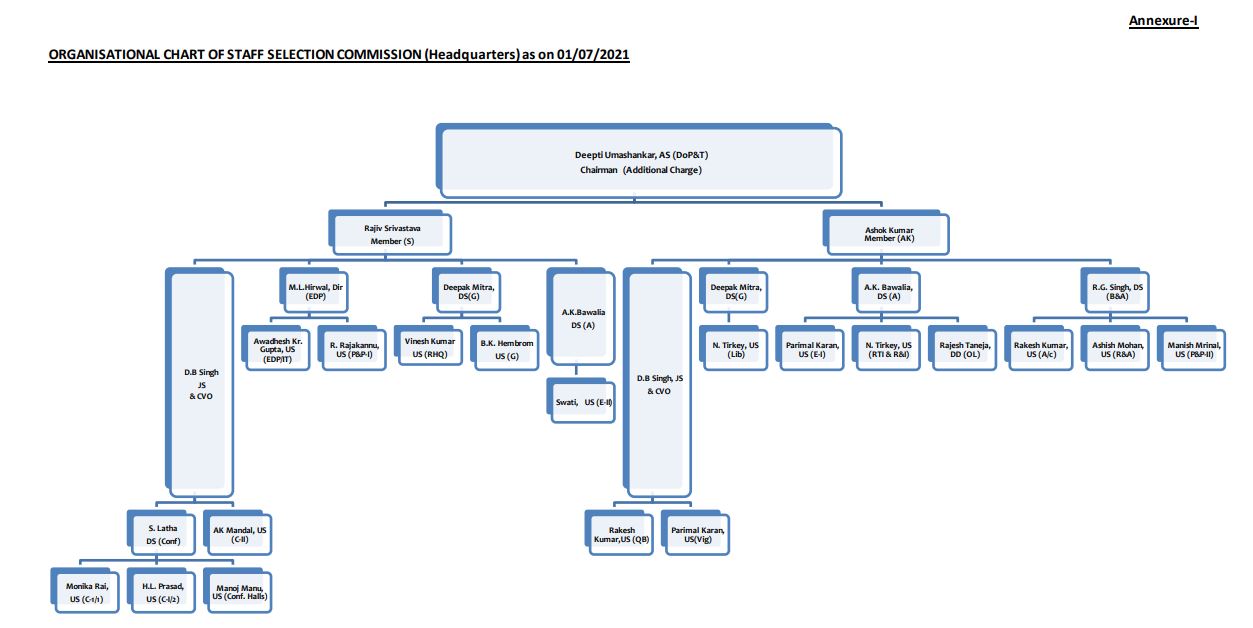 Annexure-I
ORGANISATIONAL CHART OF STAFF SELECTION COMMISSION (Headquarters) as on 01/07/2021
Deepti Umashankar, AS (DoP&T)
Chairman (Additional Charge)
Rajiv Srivastava
Member (S)
Ashok Kumar
Member (AK)
D.B Singh
JS
& CVO
M.L.Hirwal, Dir
(EDP)
Deepak Mitra,
DS(G)
A.K.Bawalia
DS (A)
D.B Singh, JS
& CVO
Deepak Mitra,
DS(G)
A.K. Bawalia,
DS (A)
R.G. Singh, DS
(B&A)
Awadhesh Kr.
Gupta, US
(EDP/IT)
R. Rajakannu,
US (P&P-I)
Vinesh Kumar
US (RHQ)
B.K. Hembrom
US (G)
Swati, US (E-II)
N. Tirkey, US
(Lib)
Parimal Karan,
US (E-I)
N. Tirkey, US
(RTI & R&I)
Rajesh Taneja,
DD (OL)
Rakesh Kumar,
US (A/c)
Ashish Mohan,
US (R&A)
Manish Mrinal,
US (P&P-II)
S. Latha
DS (Conf)
AK Mandal, US
(C-II)
Rakesh
Kumar,US (QB)
Parimal Karan,
US(Vig)
Monika Rai,
US (C-1/1)
H.L. Prasad,
US (C-I/2)
Manoj Manu,
US (Conf. Halls)